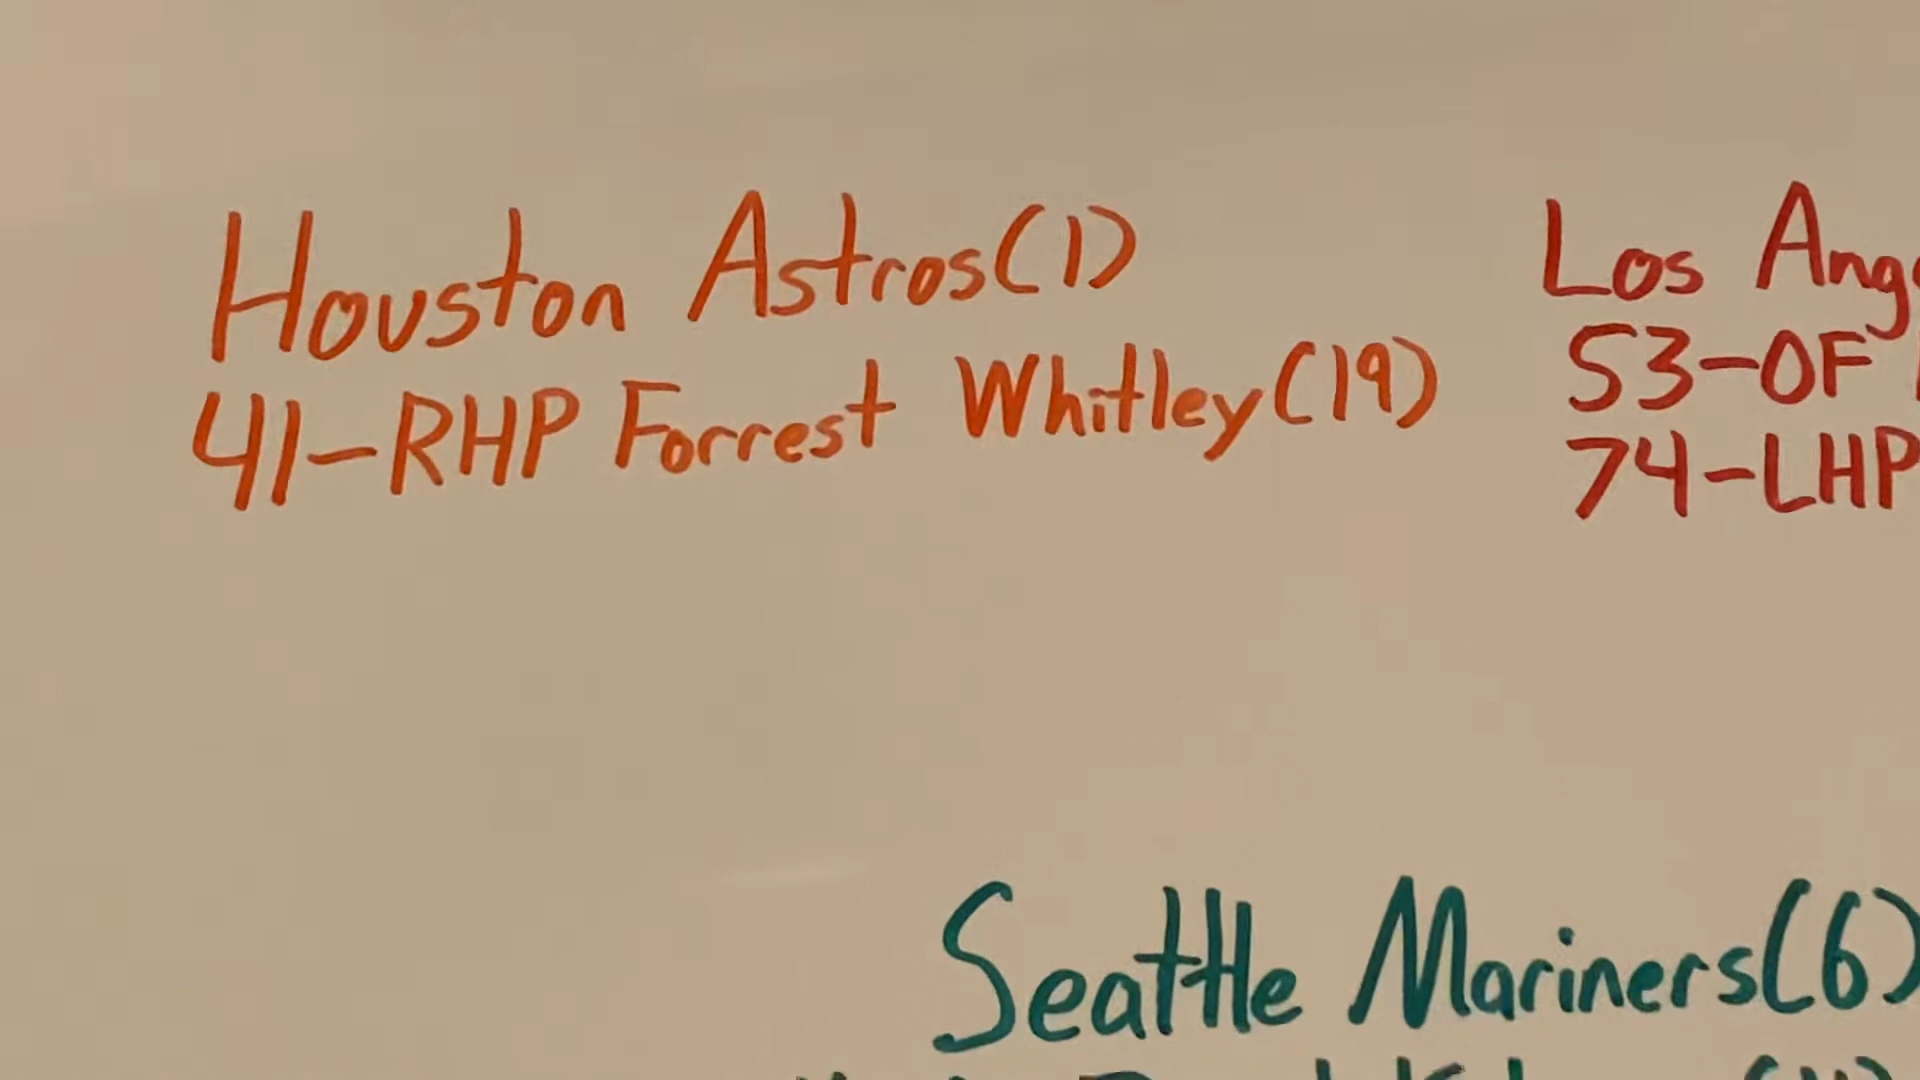 Houston Astros(1)
41-RHP Forrest Whitley(19)
Los
53-OF
74-LHP
Seattle Mariners(6)